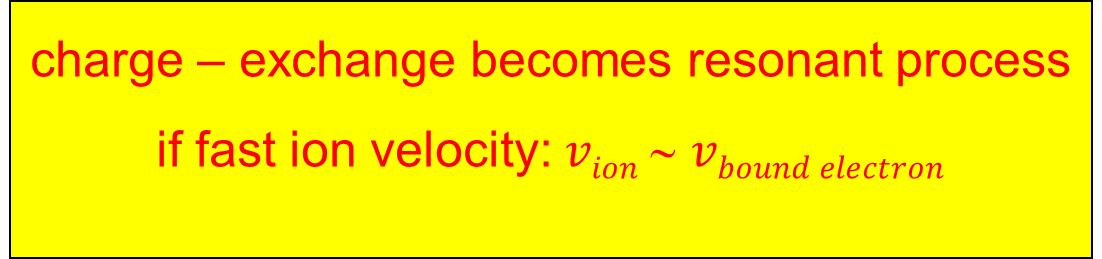 charge – exchange becomes resonant process
if fast ion velocity: v_ion ~ v_bound electron